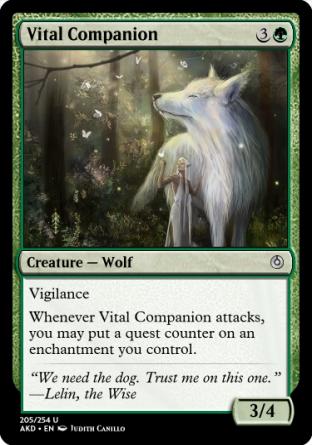 Vital Companion 3
Creature — Wolf
Vigilance
Whenever Vital Companion attacks,
you may put a quest counter on an
enchantment you control.
“We need the dog. Trust me on this one.”
—Lelin, the Wise
3/4
205/254 U
AKD • EN Judith Canillo